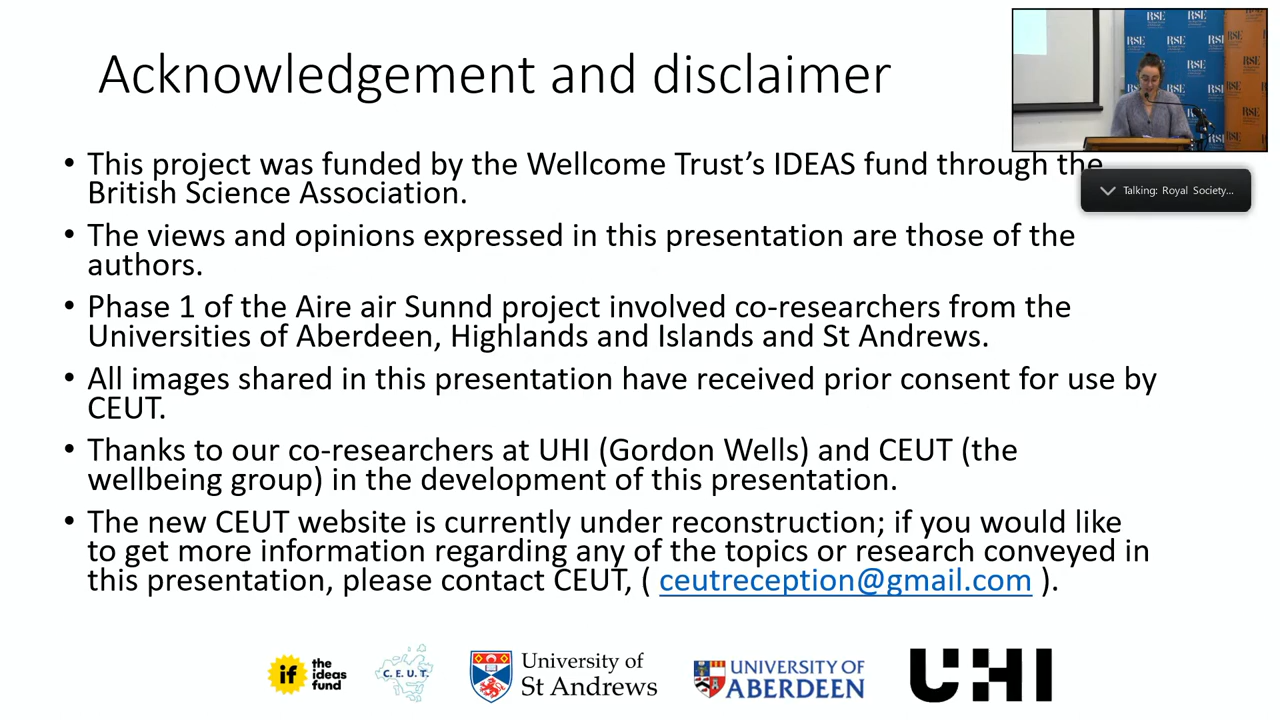 Acknowledgement and disclaimer
• This project was funded by the Wellcome Trust’s IDEAS fund through the
British Science Association.
• The views and opinions expressed in this presentation are those of the
authors.
• Phase 1 of the Aire air Sunnd project involved co-researchers from the
Universities of Aberdeen, Highlands and Islands and St Andrews.
• All images shared in this presentation have received prior consent for use by
CEUT.
• Thanks to our co-researchers at UHI (Gordon Wells) and CEUT (the
wellbeing group) in the development of this presentation.
• The new CEUT website is currently under reconstruction; if you would like
to get more information regarding any of the topics or research conveyed in
this presentation, please contact CEUT, ( ceutreception@gmail.com ).
Talking: Royal Society...
RSE
RSE
RSE
RSE
RSE
RSE
RSE
if the
ideas
fund
C.E.U.T.
University of
St Andrews
UNIVERSITY OF
ABERDEEN
UHI